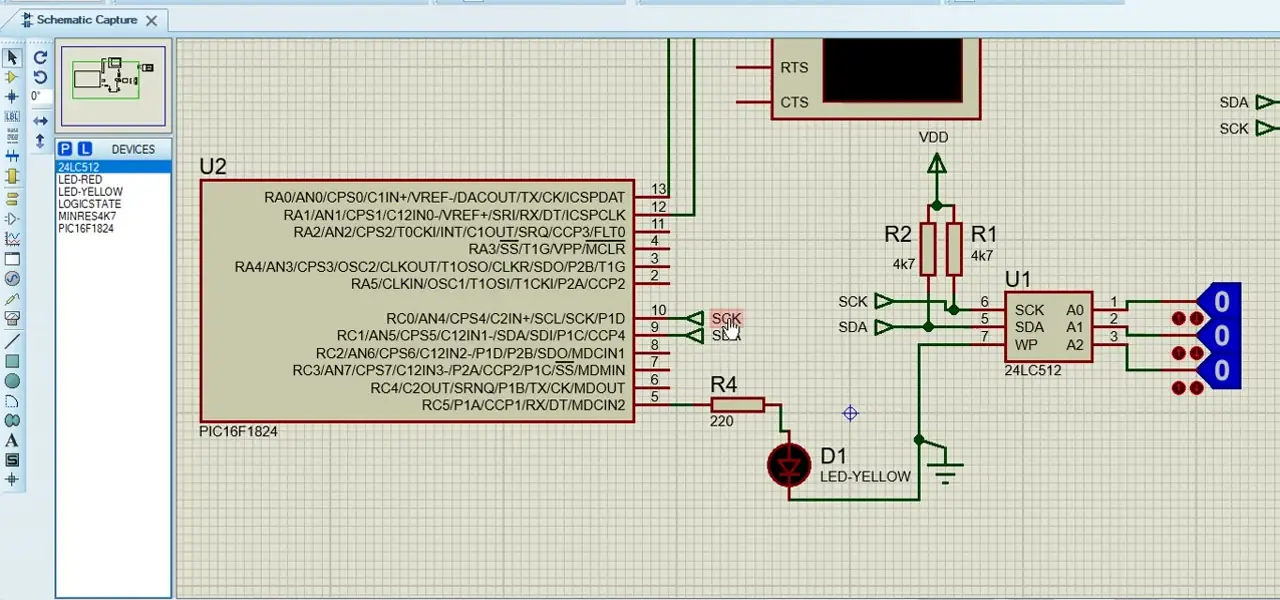 Schematic Capture
0°
LBL
P L DEVICES
24LC512
LED-RED
LED-YELLOW
LOGICSTATE
MINRES4K7
PIC16F1824
A
S
RTS
CTS
SDA
SCK
VDD
U2
RA0/AN0/CPS0/C1IN+/VREF-/DACOUT/TX/CK/ICSPDAT 13
RA1/AN1/CPS1/C12IN0-/VREF+/SRI/RX/DT/ICSPCLK 12
RA2/AN2/CPS2/T0CKI/INT/C1OUT/SRQ/CCP3/FLT0 11
RA3/SS/T1G/VPP/MCLR 4
RA4/AN3/CPS3/OSC2/CLKOUT/T1OSO/CLKR/SDO/P2B/T1G 3
RA5/CLKIN/OSC1/T1OSI/T1CKI/P2A/CCP2 2
RC0/AN4/CPS4/C2IN+/SCL/SCK/P1D 10 SCK
RC1/AN5/CPS5/C12IN1-/SDA/SDI/P1C/CCP4 9 SDA
RC2/AN6/CPS6/C12IN2-/P1D/P2B/SDO/MDCIN1 8
RC3/AN7/CPS7/C12IN3-/P2A/CCP2/P1C/SS/MDMIN 7
RC4/C2OUT/SRNQ/P1B/TX/CK/MDOUT 6
RC5/P1A/CCP1/RX/DT/MDCIN2 5
PIC16F1824
R4
220
D1
LED-YELLOW
R2
4k7
R1
4k7
U1
SCK 6 SCK A0 1 0
SDA 5 SDA A1 2 0
7 WP A2 3 0
24LC512